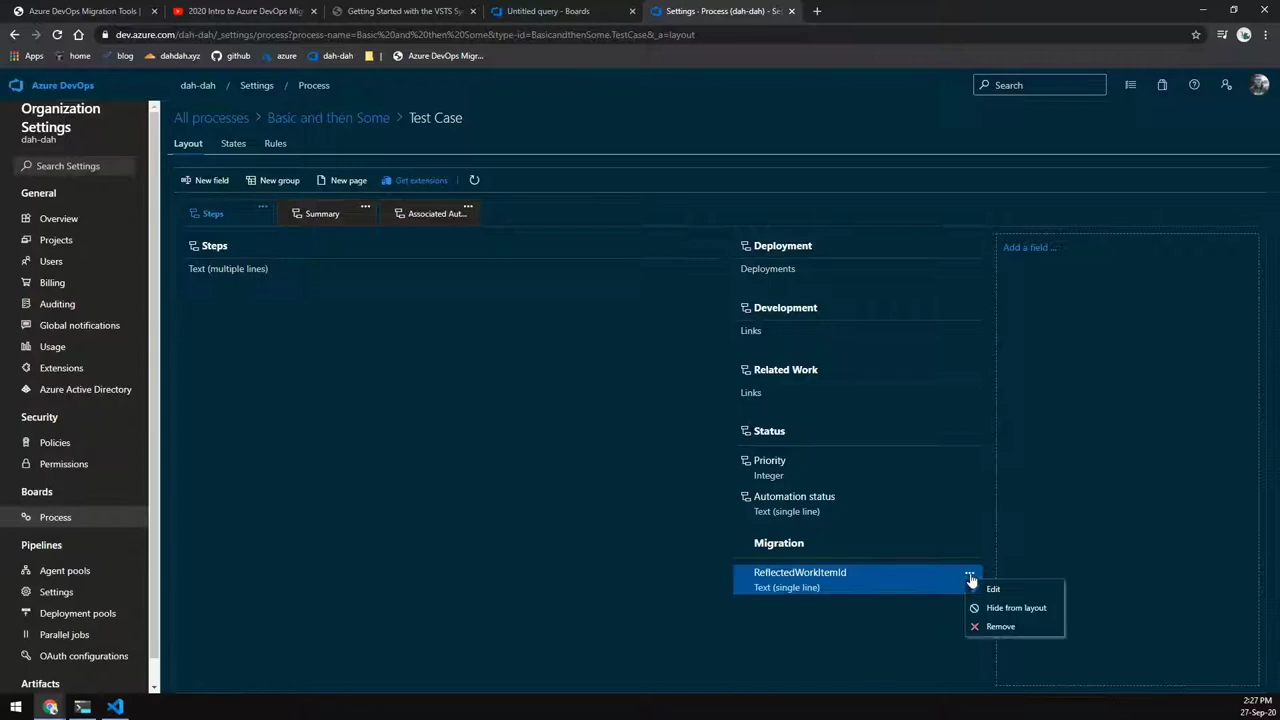 Azure DevOps Migration Tools |
2020 Intro to Azure DevOps Mig
Getting Started with the VSTS Sy
Untitled query - Boards
Settings - Process (dah-dah) - Se
dev.azure.com/dah-dah/_settings/process?process-name=Basic%20and%20then%20Some&type-id=BasicandthenSome.TestCase&_a=layout
Apps
home
blog
dahdah.xyz
github
azure
dah-dah
Azure DevOps Migr...
Azure DevOps
dah-dah / Settings / Process
Search
Organization
Settings
dah-dah
Search Settings
General
Overview
Projects
Users
Billing
Auditing
Global notifications
Usage
Extensions
Azure Active Directory
Security
Policies
Permissions
Boards
Process
Pipelines
Agent pools
Settings
Deployment pools
Parallel jobs
OAuth configurations
Artifacts
All processes > Basic and then Some > Test Case
Layout
States
Rules
New field
New group
New page
Get extensions
Steps
Summary
Associated Aut...
Steps
Text (multiple lines)
Deployment
Deployments
Development
Links
Related Work
Links
Status
Priority
Integer
Automation status
Text (single line)
Migration
ReflectedWorkItemId
Text (single line)
Add a field ...
Edit
Hide from layout
Remove
2:27 PM
27-Sep-20